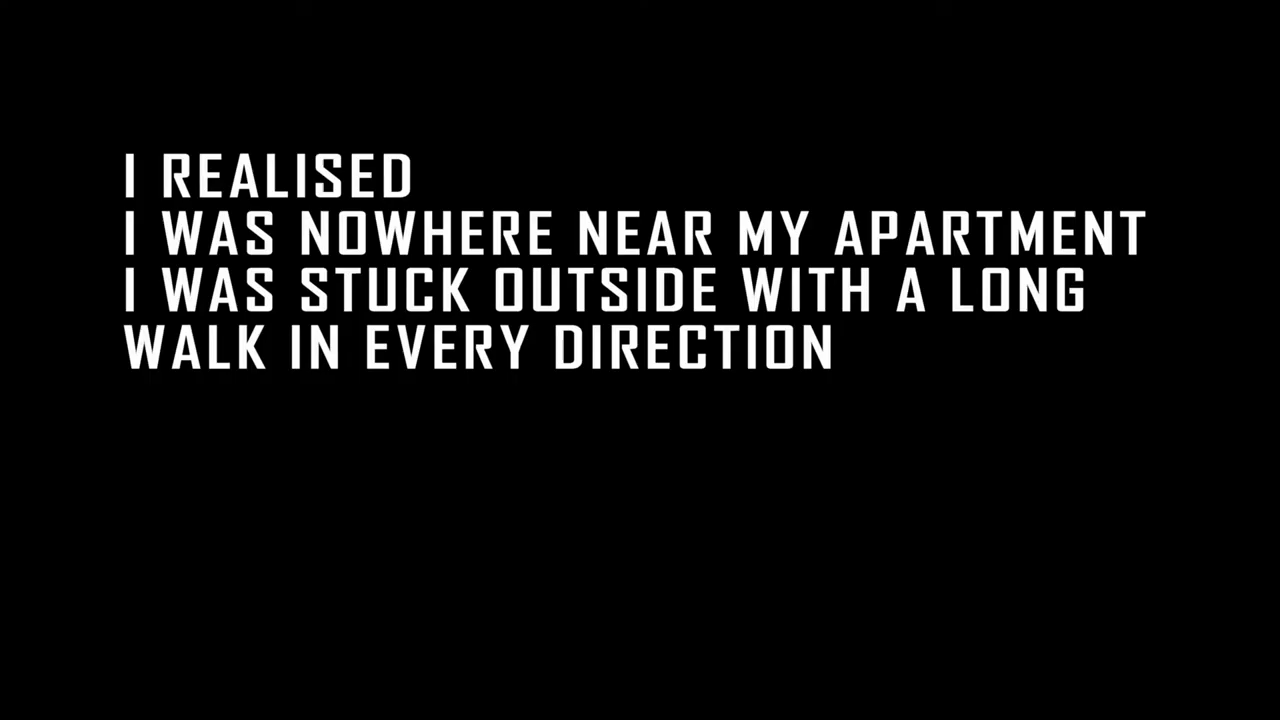 I REALISED
I WAS NOWHERE NEAR MY APARTMENT
I WAS STUCK OUTSIDE WITH A LONG
WALK IN EVERY DIRECTION